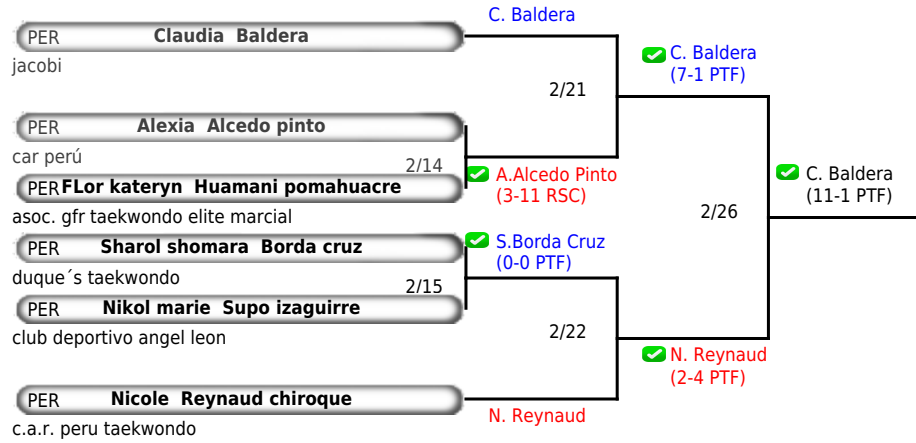 C. Baldera
PER Claudia Baldera
jacobi
C. Baldera
(7-1 PTF)
2/21
PER Alexia Alcedo pinto
car perú
2/14
A.Alcedo Pinto
(3-11 RSC)
PER FLor kateryn Huamani pomahuacre
asoc. gfr taekwondo elite marcial
C. Baldera
(11-1 PTF)
2/26
PER Sharol shomara Borda cruz
duque´s taekwondo
S.Borda Cruz
(0-0 PTF)
2/15
PER Nikol marie Supo izaguirre
club deportivo angel leon
2/22
N. Reynaud
(2-4 PTF)
PER Nicole Reynaud chiroque
c.a.r. peru taekwondo
N. Reynaud